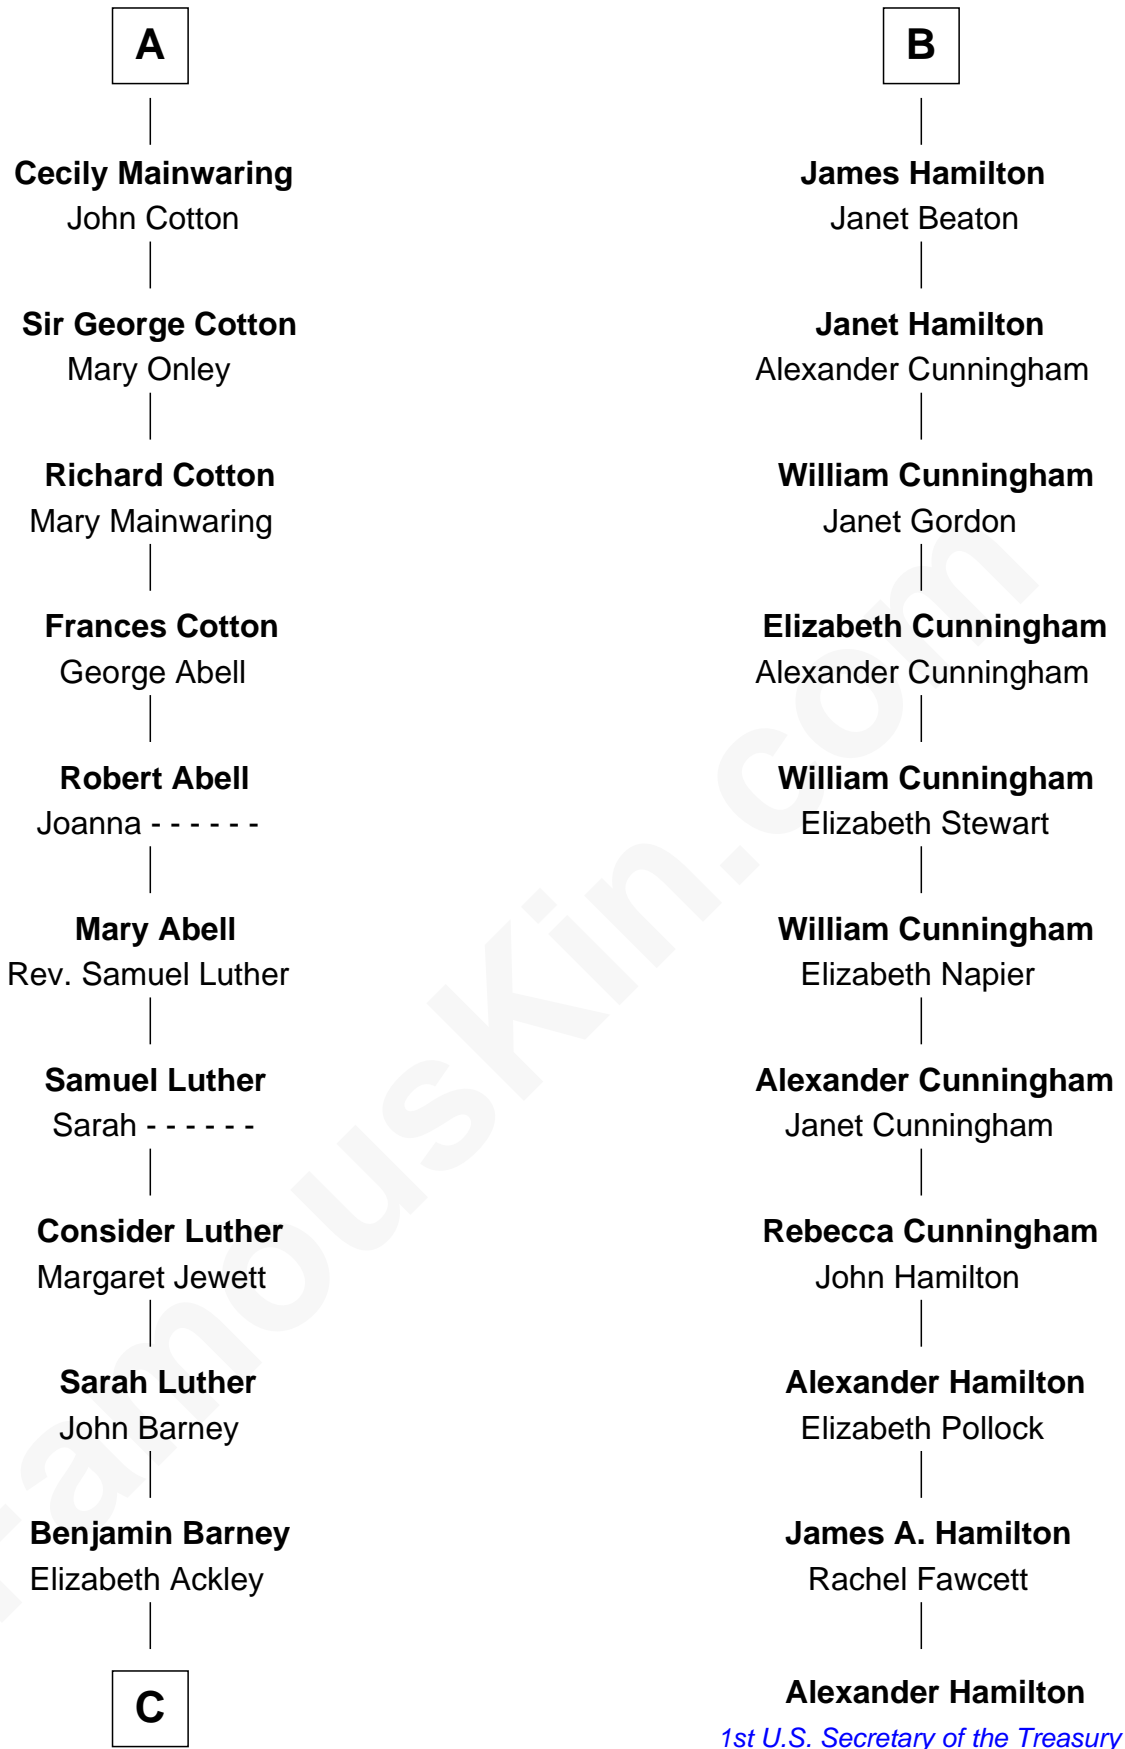 A
Cecily Mainwaring
John Cotton
Sir George Cotton
Mary Onley
Richard Cotton
Mary Mainwaring
Frances Cotton
George Abell
Robert Abell
Joanna - - - - - -
Mary Abell
Rev. Samuel Luther
Samuel Luther
Sarah - - - - - -
Consider Luther
Margaret Jewett
Sarah Luther
John Barney
Benjamin Barney
Elizabeth Ackley
C
B
James Hamilton
Janet Beaton
Janet Hamilton
Alexander Cunningham
William Cunningham
Janet Gordon
Elizabeth Cunningham
Alexander Cunningham
William Cunningham
Elizabeth Stewart
William Cunningham
Elizabeth Napier
Alexander Cunningham
Janet Cunningham
Rebecca Cunningham
John Hamilton
Alexander Hamilton
Elizabeth Pollock
James A. Hamilton
Rachel Fawcett
Alexander Hamilton
1st U.S. Secretary of the Treasury
FamousKin.com